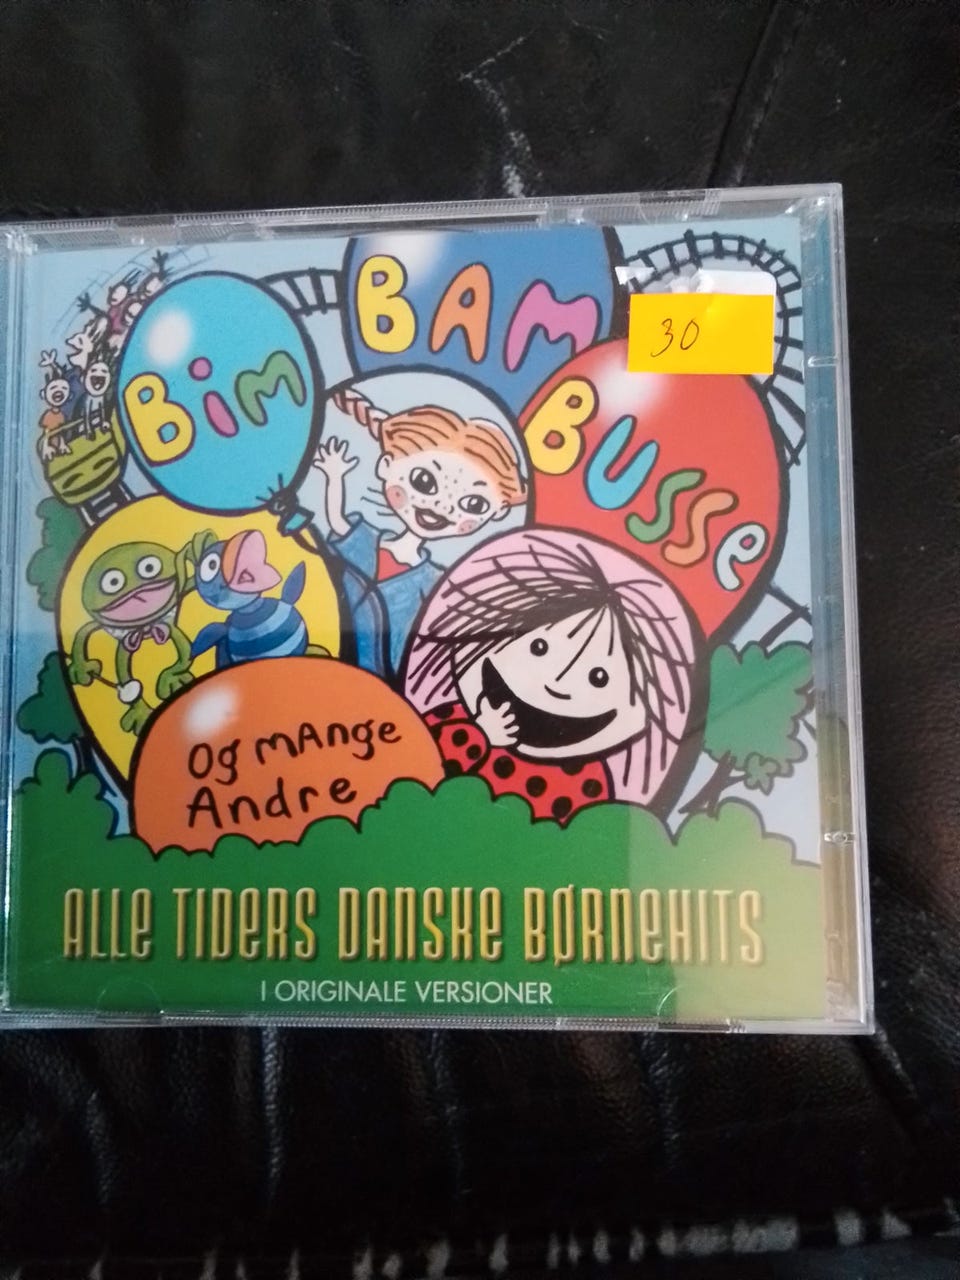 BiM
BAM
BUSSe
30
Og mAnge
Andre
ALLe TIDeRS DANSKe BØRNeHITS
I ORIGINALE VERSIONER